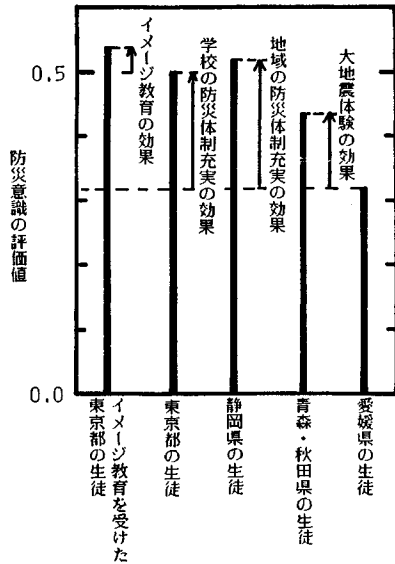 防災意識の評価値
0.5
0.0
イメージ教育の効果
学校の防災体制充実の効果
地域の防災体制充実の効果
大地震体験の効果
イメージ教育を受けた
東京都の生徒
東京都の生徒
静岡県の生徒
青森・秋田県の生徒
愛媛県の生徒